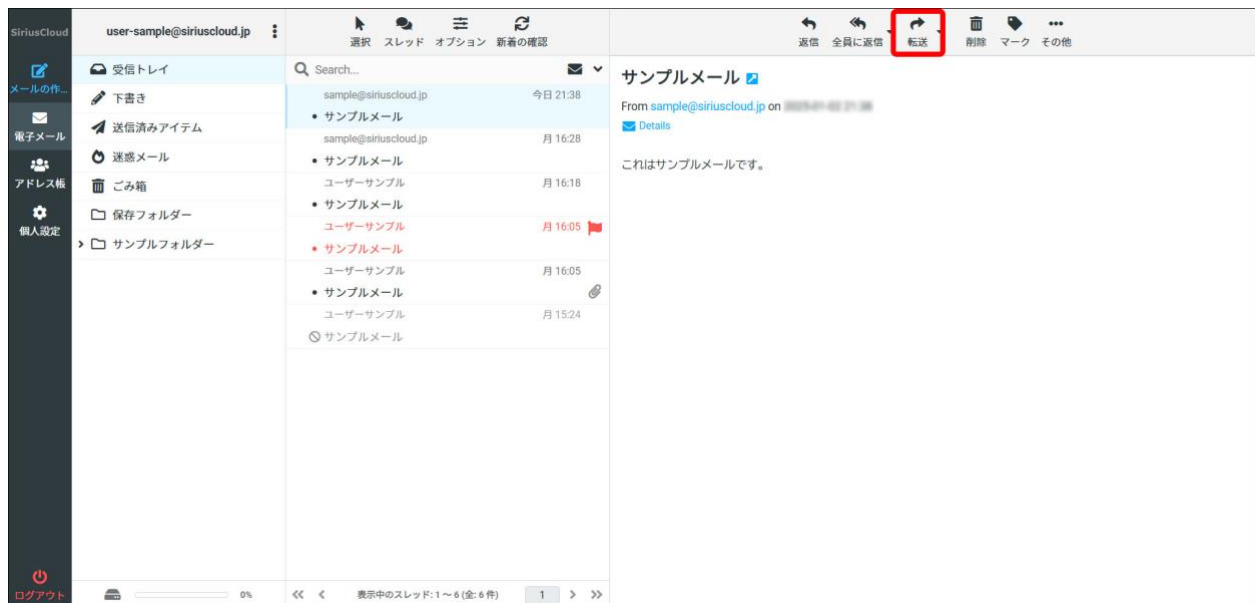 SiriusCloud
メールの作...
電子メール
アドレス帳
個人設定
ログアウト
user-sample@siriuscloud.jp
受信トレイ
下書き
送信済みアイテム
迷惑メール
ごみ箱
保存フォルダー
サンプルフォルダー
0%
選択 スレッド オプション 新着の確認
Search...
sample@siriuscloud.jp 今日 21:38
サンプルメール
sample@siriuscloud.jp 月 16:28
サンプルメール
ユーザーサンプル 月 16:18
サンプルメール
ユーザーサンプル 月 16:05
サンプルメール
ユーザーサンプル 月 16:05
サンプルメール
ユーザーサンプル 月 15:24
サンプルメール
表示中のスレッド: 1 ~ 6 (全: 6 件) 1
返信 全員に返信 転送 削除 マーク その他
サンプルメール
From sample@siriuscloud.jp on
Details
これはサンプルメールです。